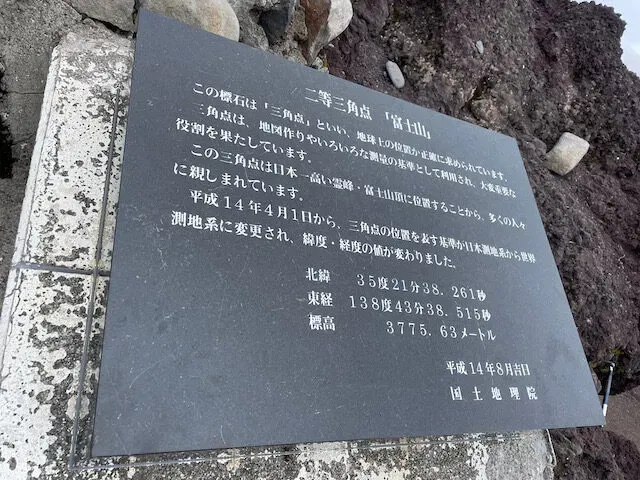 二等三角点 「富士山」
この標石は「三角点」といい、地球上の位置が正確に求められています。
三角点は、地図作りやいろいろな測量の基準として利用され、大変重要な
役割を果たしています。
この三角点は日本一高い霊峰・富士山頂に位置することから、多くの人々
に親しまれています。
平成14年4月1日から、三角点の位置を表す基準が日本測地系から世界
測地系に変更され、緯度・経度の値が変わりました。
北緯 35度21分38.261秒
東経 138度43分38.515秒
標高 3775.63メートル
平成14年8月吉日
国土地理院